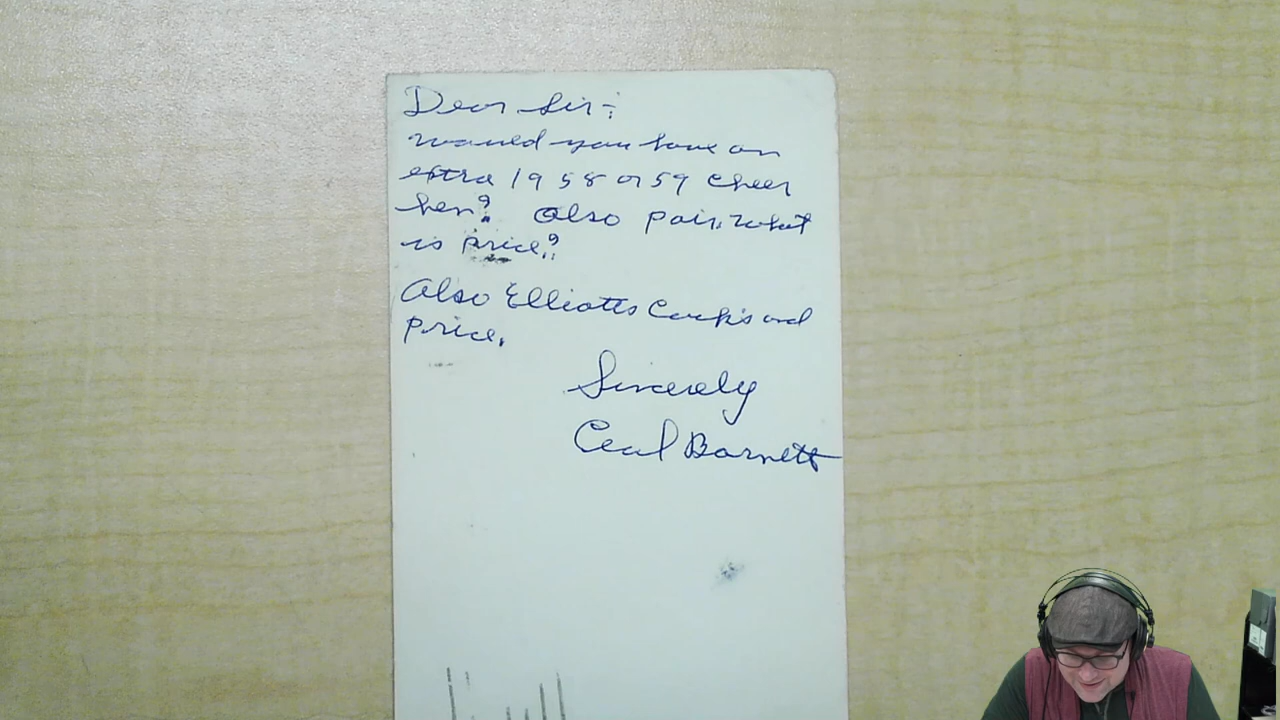 Dear Sir:
Would you have an
extra 1958 or 59 Cheer
hen? Also pair. What
is price?
Also Elliotts Cocks and
price.
Sincerely
Cecil Barnett